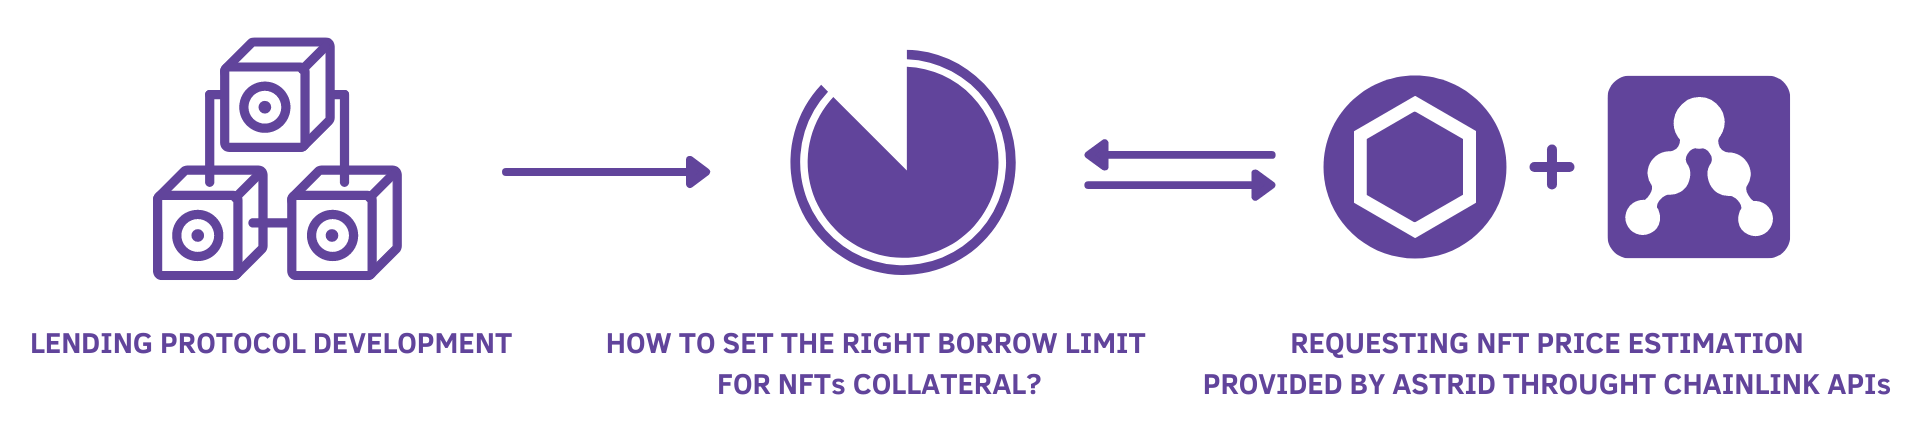 LENDING PROTOCOL DEVELOPMENT
HOW TO SET THE RIGHT BORROW LIMIT
FOR NFTs COLLATERAL?
REQUESTING NFT PRICE ESTIMATION
PROVIDED BY ASTRID THROUGHT CHAINLINK APIs